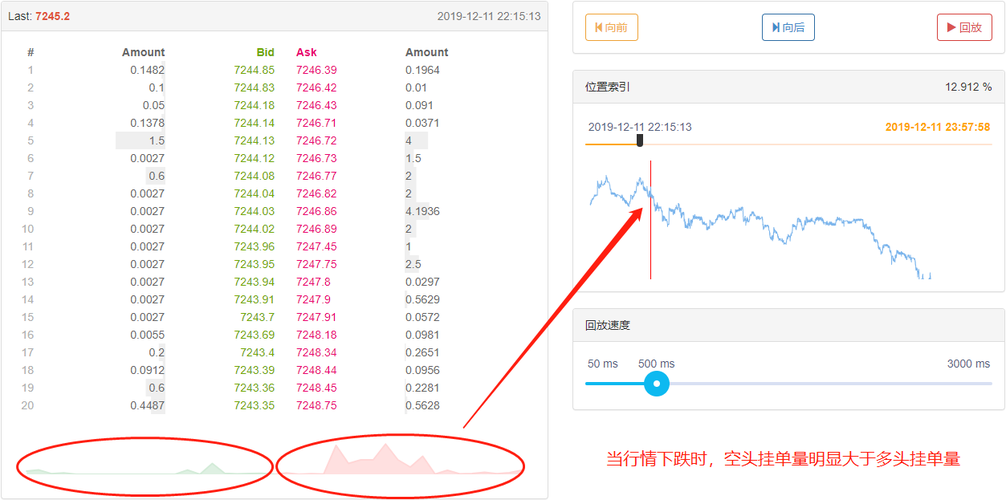 Last: 7245.2 2019-12-11 22:15:13
# Amount Bid Ask Amount
1 0.1482 7244.85 7246.39 0.1964
2 0.1 7244.83 7246.42 0.01
3 0.05 7244.18 7246.43 0.091
4 0.1378 7244.14 7246.71 0.0371
5 1.5 7244.13 7246.72 4
6 0.0027 7244.12 7246.73 1.5
7 0.6 7244.08 7246.77 2
8 0.0027 7244.04 7246.82 2
9 0.0027 7244.03 7246.86 4.1936
10 0.0027 7244.02 7246.89 2
11 0.0027 7243.96 7247.45 1
12 0.0027 7243.95 7247.75 2.5
13 0.0027 7243.94 7247.8 0.0297
14 0.0027 7243.91 7247.9 0.5629
15 0.0027 7243.7 7247.91 0.0572
16 0.0055 7243.69 7248.18 0.0981
17 0.2 7243.4 7248.34 0.2651
18 0.0912 7243.39 7248.44 0.0956
19 0.6 7243.36 7248.45 0.2281
20 0.4487 7243.35 7248.75 0.5628
向前 向后 回放
位置索引 12.912 %
2019-12-11 22:15:13 2019-12-11 23:57:58
回放速度
50 ms 500 ms 3000 ms
当行情下跌时，空头挂单量明显大于多头挂单量